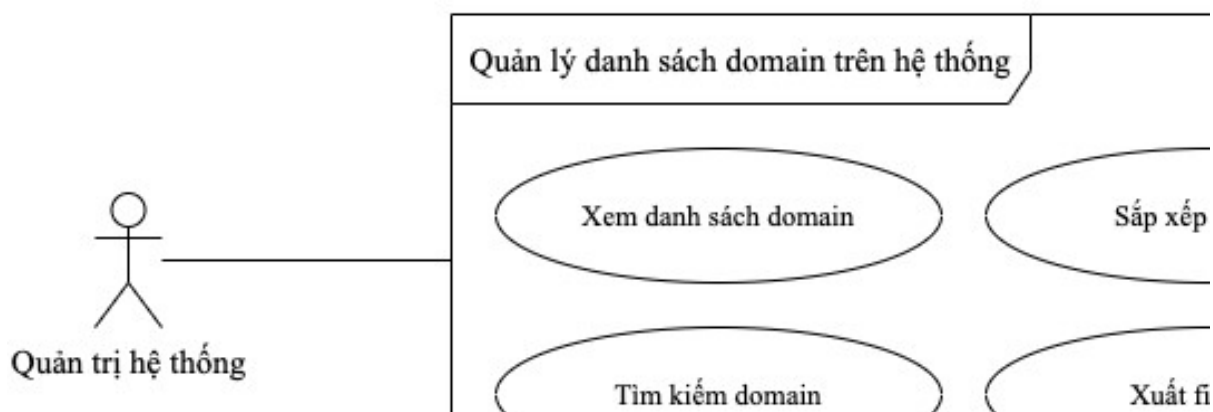 Quản lý danh sách domain trên hệ thống
Xem danh sách domain
Sắp xếp
Quản trị hệ thống
Tìm kiếm domain
Xuất